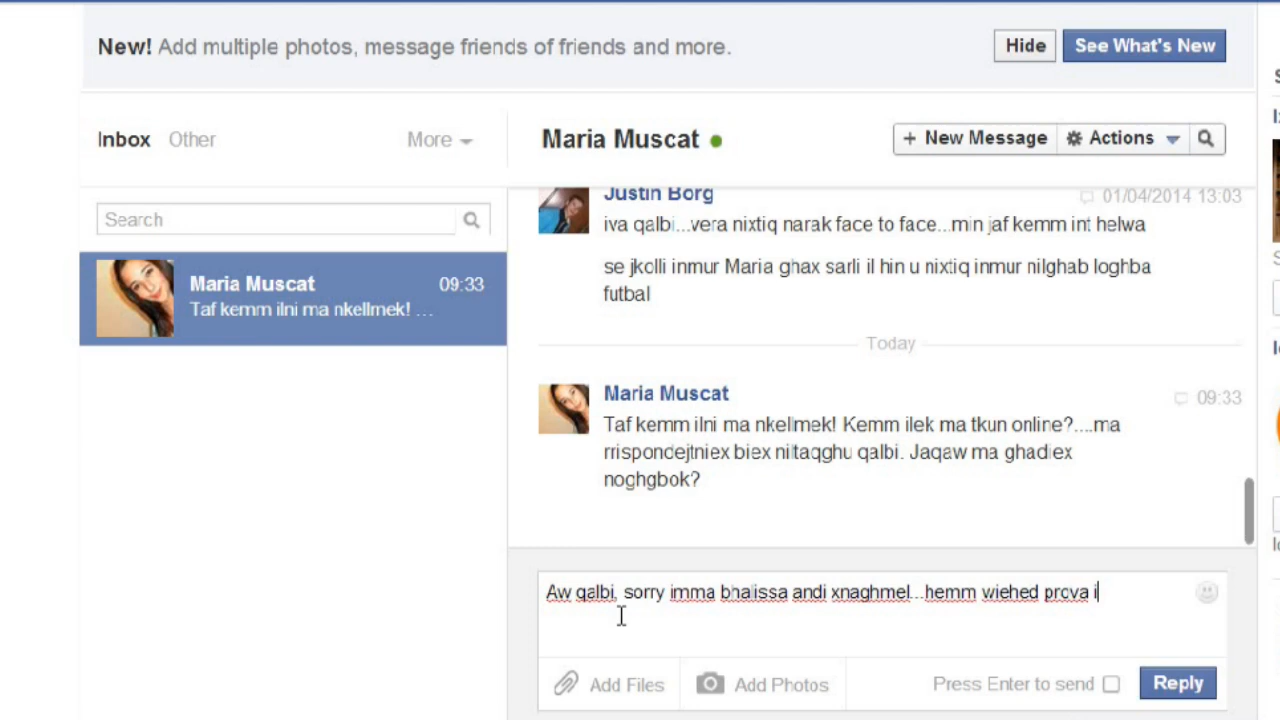 New! Add multiple photos, message friends of friends and more.
Hide
See What's New
Inbox Other
More
Maria Muscat
+ New Message
Actions
Search
Maria Muscat 09:33
Taf kemm ilni ma nkellmek! ...
Justin Borg 01/04/2014 13:03
iva qalbi...vera nixtiq narak face to face...min jaf kemm int helwa
se jkolli inmur Maria ghax sarli il hin u nixtiq inmur nilghab loghba
futbal
Today
Maria Muscat 09:33
Taf kemm ilni ma nkellmek! Kemm ilek ma tkun online?....ma
rrispondejtniex biex niltaqghu qalbi. Jaqaw ma ghadiex
noghgbok?
Aw qalbi, sorry imma bhalissa andi xnaghmel...hemm wiehed prova i
Add Files
Add Photos
Press Enter to send
Reply